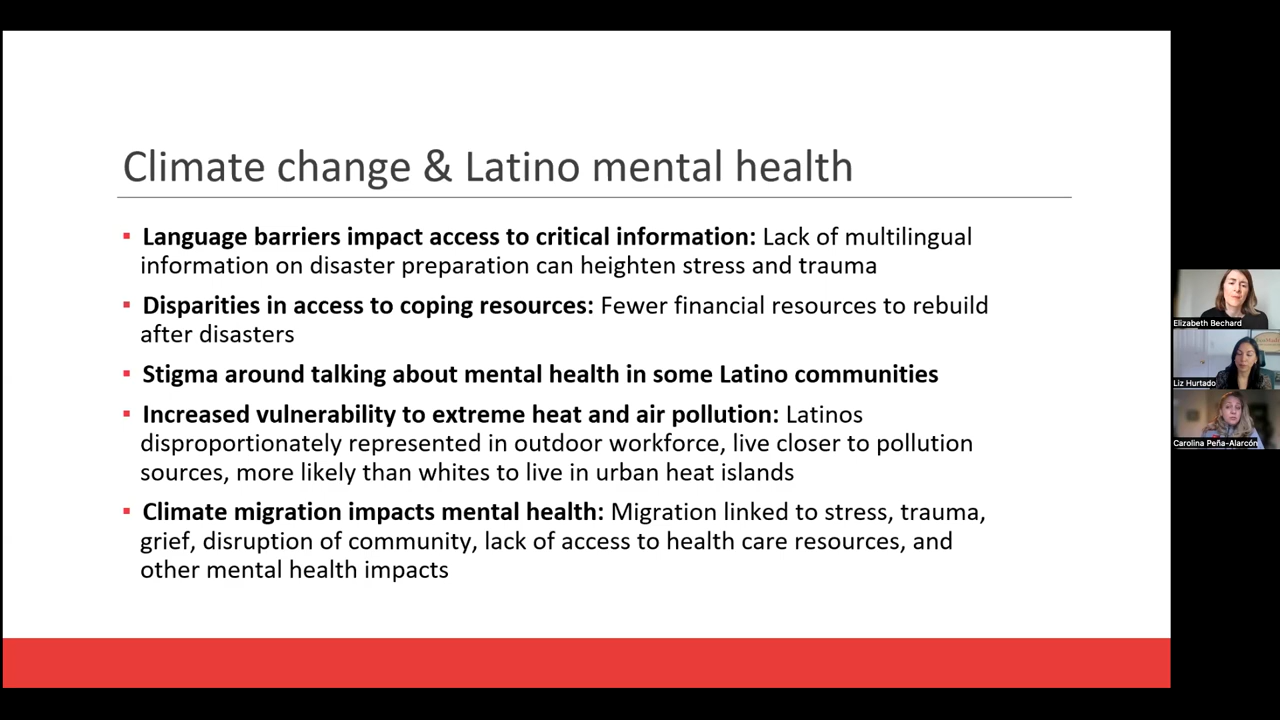 Climate change & Latino mental health
Language barriers impact access to critical information: Lack of multilingual
information on disaster preparation can heighten stress and trauma
Disparities in access to coping resources: Fewer financial resources to rebuild
after disasters
Stigma around talking about mental health in some Latino communities
Increased vulnerability to extreme heat and air pollution: Latinos
disproportionately represented in outdoor workforce, live closer to pollution
sources, more likely than whites to live in urban heat islands
Climate migration impacts mental health: Migration linked to stress, trauma,
grief, disruption of community, lack of access to health care resources, and
other mental health impacts
Elizabeth Bechard
Liz Hurtado
Carolina Peña-Alarcón